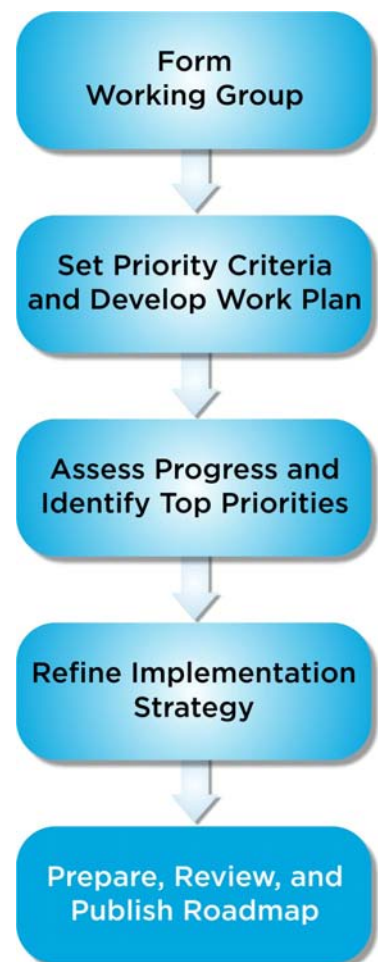 Form
Working Group
Set Priority Criteria
and Develop Work Plan
Assess Progress and
Identify Top Priorities
Refine Implementation
Strategy
Prepare, Review, and
Publish Roadmap